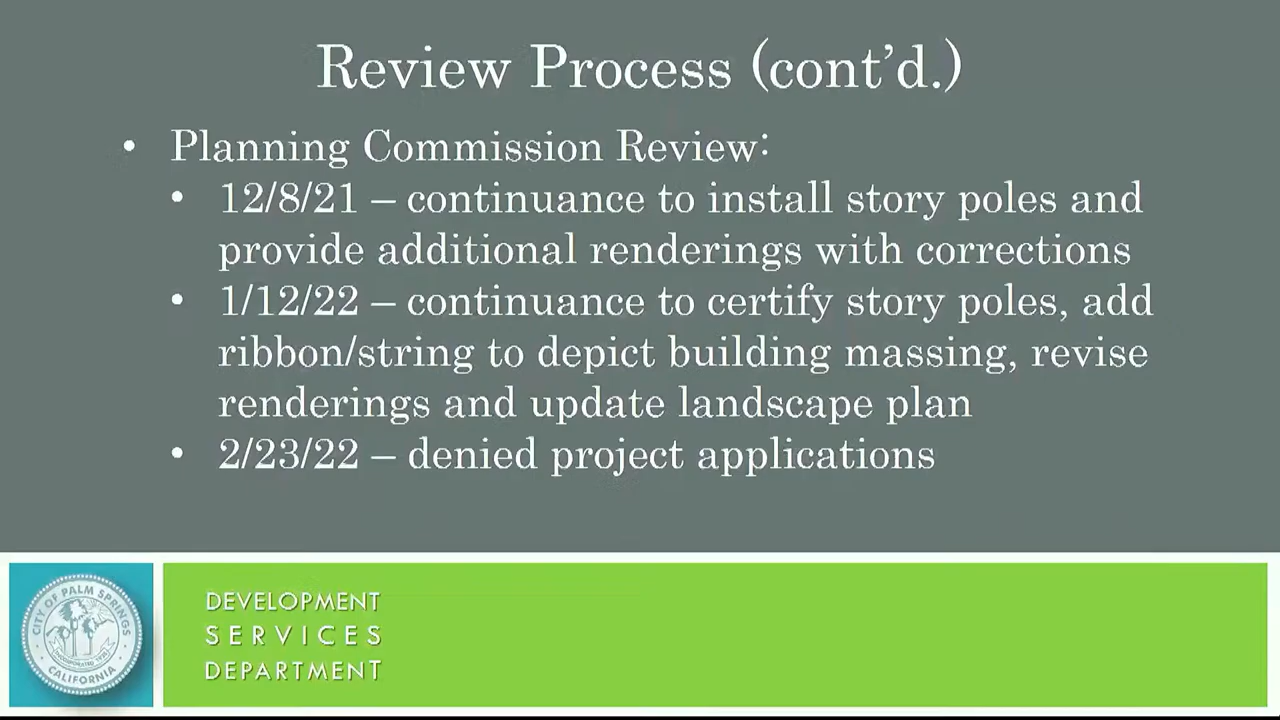 Review Process (cont’d.)
• Planning Commission Review:
• 12/8/21 – continuance to install story poles and
provide additional renderings with corrections
• 1/12/22 – continuance to certify story poles, add
ribbon/string to depict building massing, revise
renderings and update landscape plan
• 2/23/22 – denied project applications
CITY OF PALM SPRINGS
CALIFORNIA
DEVELOPMENT
SERVICES
DEPARTMENT